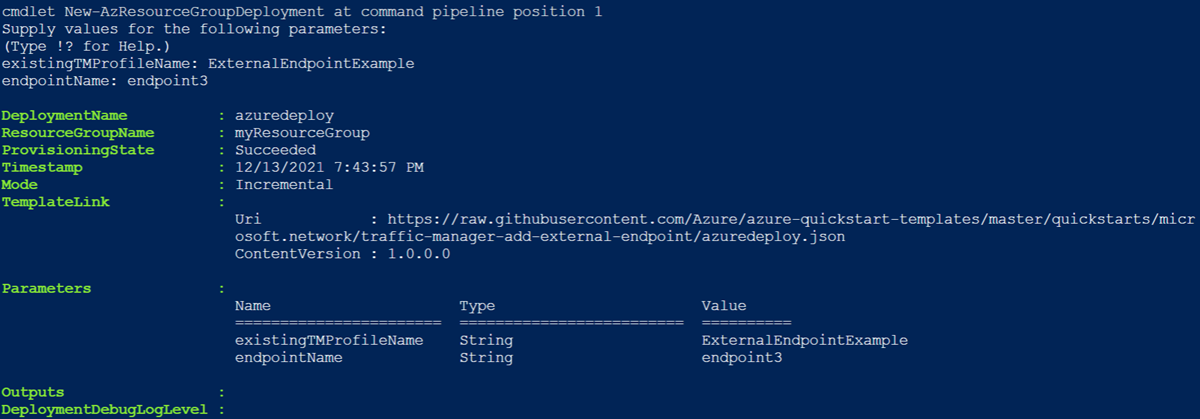 cmdlet New-AzResourceGroupDeployment at command pipeline position 1
Supply values for the following parameters:
(Type !? for Help.)
existingTMProfileName: ExternalEndpointExample
endpointName: endpoint3
DeploymentName : azuredeploy
ResourceGroupName : myResourceGroup
ProvisioningState : Succeeded
Timestamp : 12/13/2021 7:43:57 PM
Mode : Incremental
TemplateLink :
Uri : https://raw.githubusercontent.com/Azure/azure-quickstart-templates/master/quickstarts/micr
osoft.network/traffic-manager-add-external-endpoint/azuredeploy.json
ContentVersion : 1.0.0.0
Parameters :
Name Type Value
======================= ========================= ==========
existingTMProfileName String ExternalEndpointExample
endpointName String endpoint3
Outputs :
DeploymentDebugLogLevel :